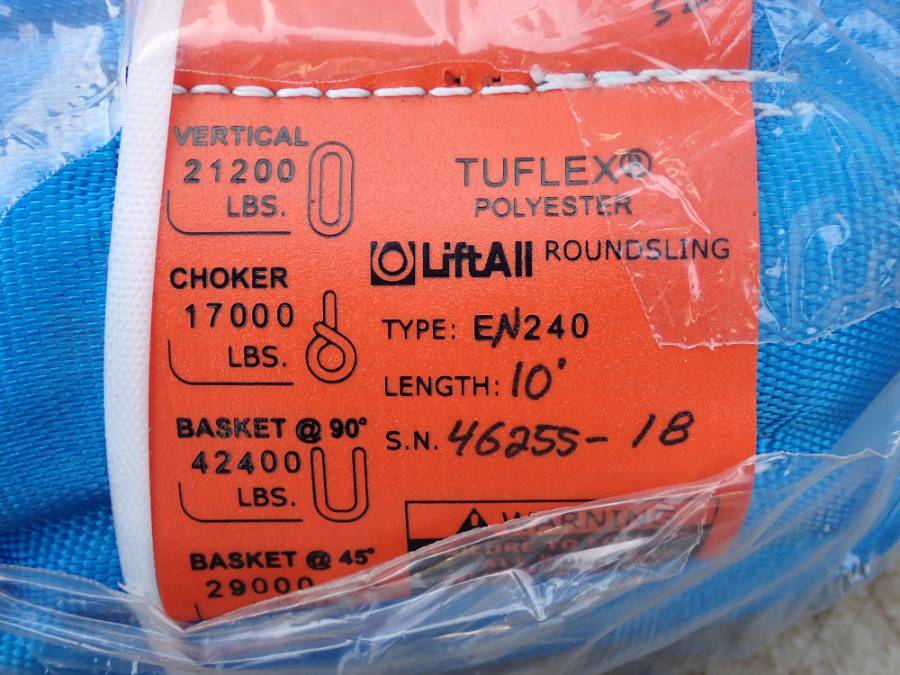 VERTICAL
21200
LBS.
CHOKER
17000
LBS.
BASKET @ 90°
42400
LBS.
BASKET @ 45°
29000
TUFLEX®
POLYESTER
LiftAll ROUNDSLING
TYPE: EN240
LENGTH: 10'
S.N. 46255-18
WARNING